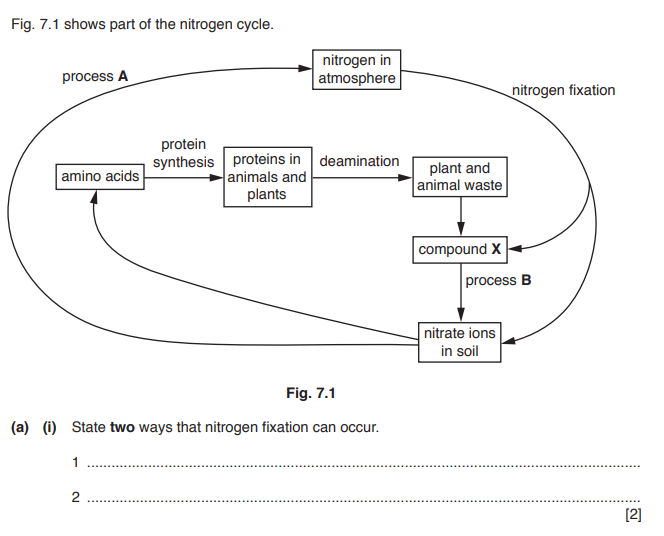 Fig. 7.1 shows part of the nitrogen cycle.
process A
nitrogen in
atmosphere
nitrogen fixation
protein
synthesis
amino acids
proteins in
animals and
plants
deamination
plant and
animal waste
compound X
process B
nitrate ions
in soil
Fig. 7.1
(a) (i) State two ways that nitrogen fixation can occur.
1 ....................................................................................................
2 ....................................................................................................
[2]